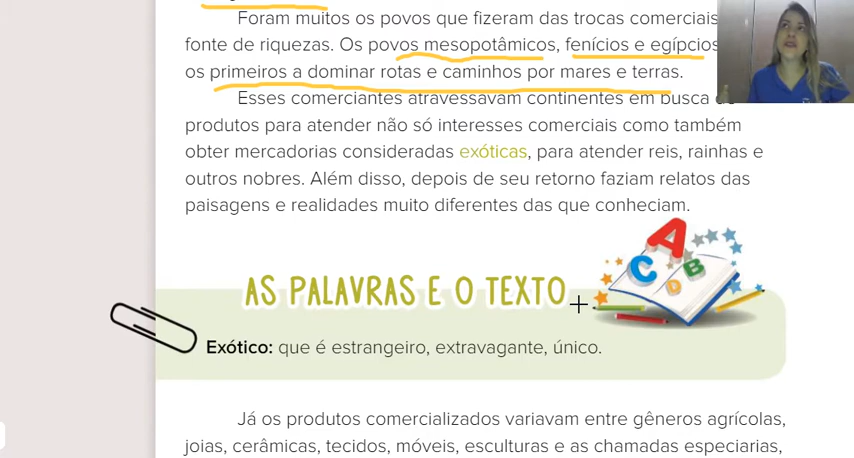 Foram muitos os povos que fizeram das trocas comerciais
fonte de riquezas. Os povos mesopotâmicos, fenícios e egípcios
os primeiros a dominar rotas e caminhos por mares e terras.
Esses comerciantes atravessavam continentes em busca de
produtos para atender não só interesses comerciais como também
obter mercadorias consideradas exóticas, para atender reis, rainhas e
outros nobres. Além disso, depois de seu retorno faziam relatos das
paisagens e realidades muito diferentes das que conheciam.
A
C B
D
AS PALAVRAS E O TEXTO
Exótico: que é estrangeiro, extravagante, único.
Já os produtos comercializados variavam entre gêneros agrícolas,
joias, cerâmicas, tecidos, móveis, esculturas e as chamadas especiarias,